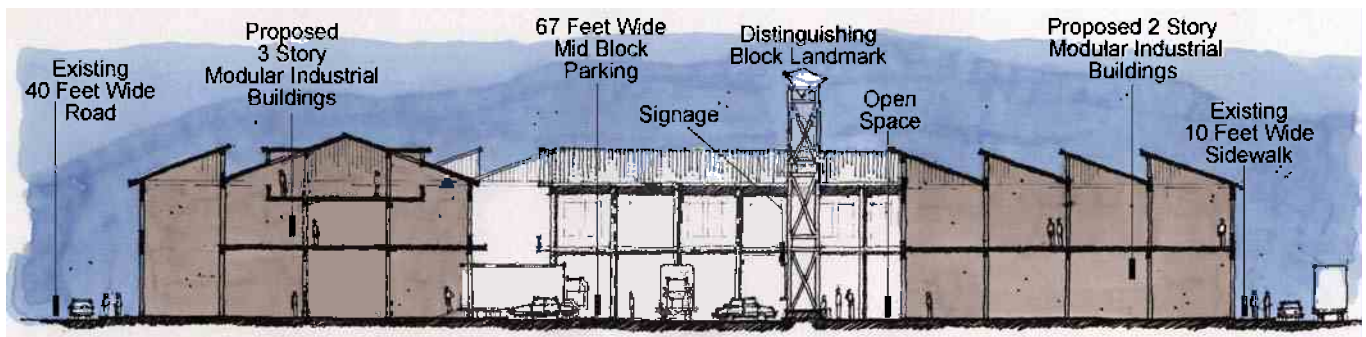 Existing
40 Feet Wide
Road
Proposed
3 Story
Modular Industrial
Buildings
67 Feet Wide
Mid Block
Parking
Signage
Distinguishing
Block Landmark
Open
Space
Proposed 2 Story
Modular Industrial
Buildings
Existing
10 Feet Wide
Sidewalk